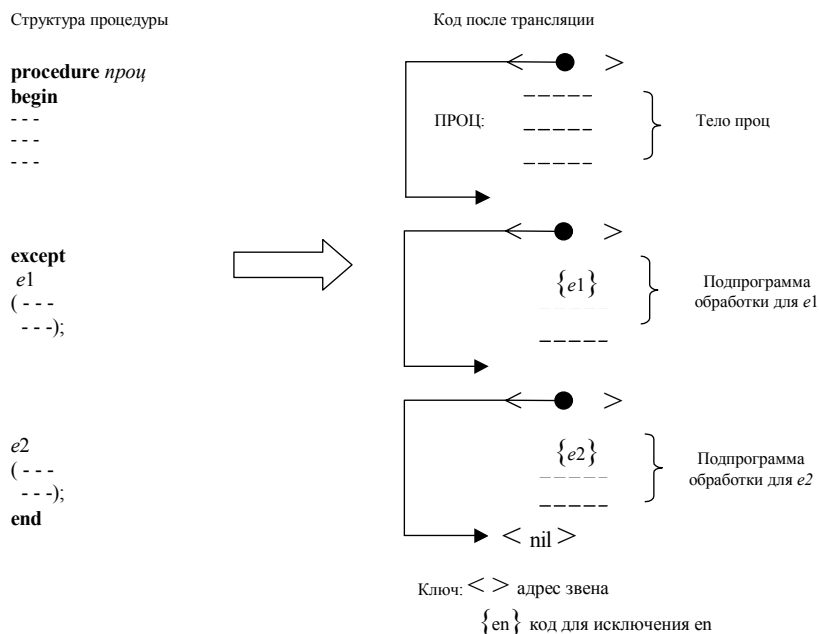 Структура процедуры
procedure проц
begin
- - -
- - -
- - -
except
e1
( - - -
- - -);
e2
( - - -
- - -);
end
Код после трансляции
< >
ПРОЦ:
Тело проц
< >
{e1}
Подпрограмма
обработки для e1
< >
{e2}
Подпрограмма
обработки для e2
< nil >
Ключ: < > адрес звена
{en} код для исключения en